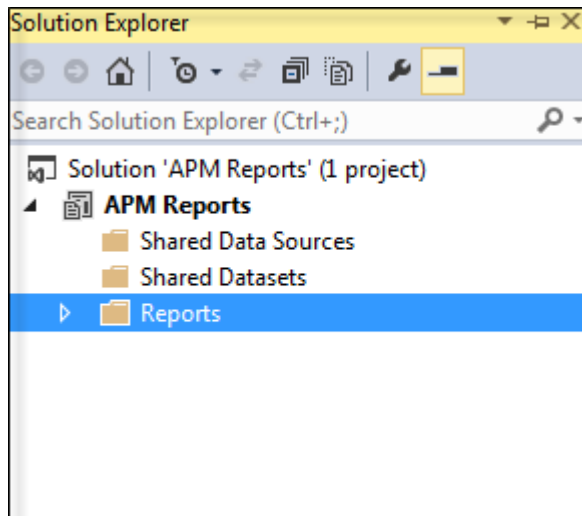 Solution Explorer
Search Solution Explorer (Ctrl+;)
Solution 'APM Reports' (1 project)
APM Reports
Shared Data Sources
Shared Datasets
Reports